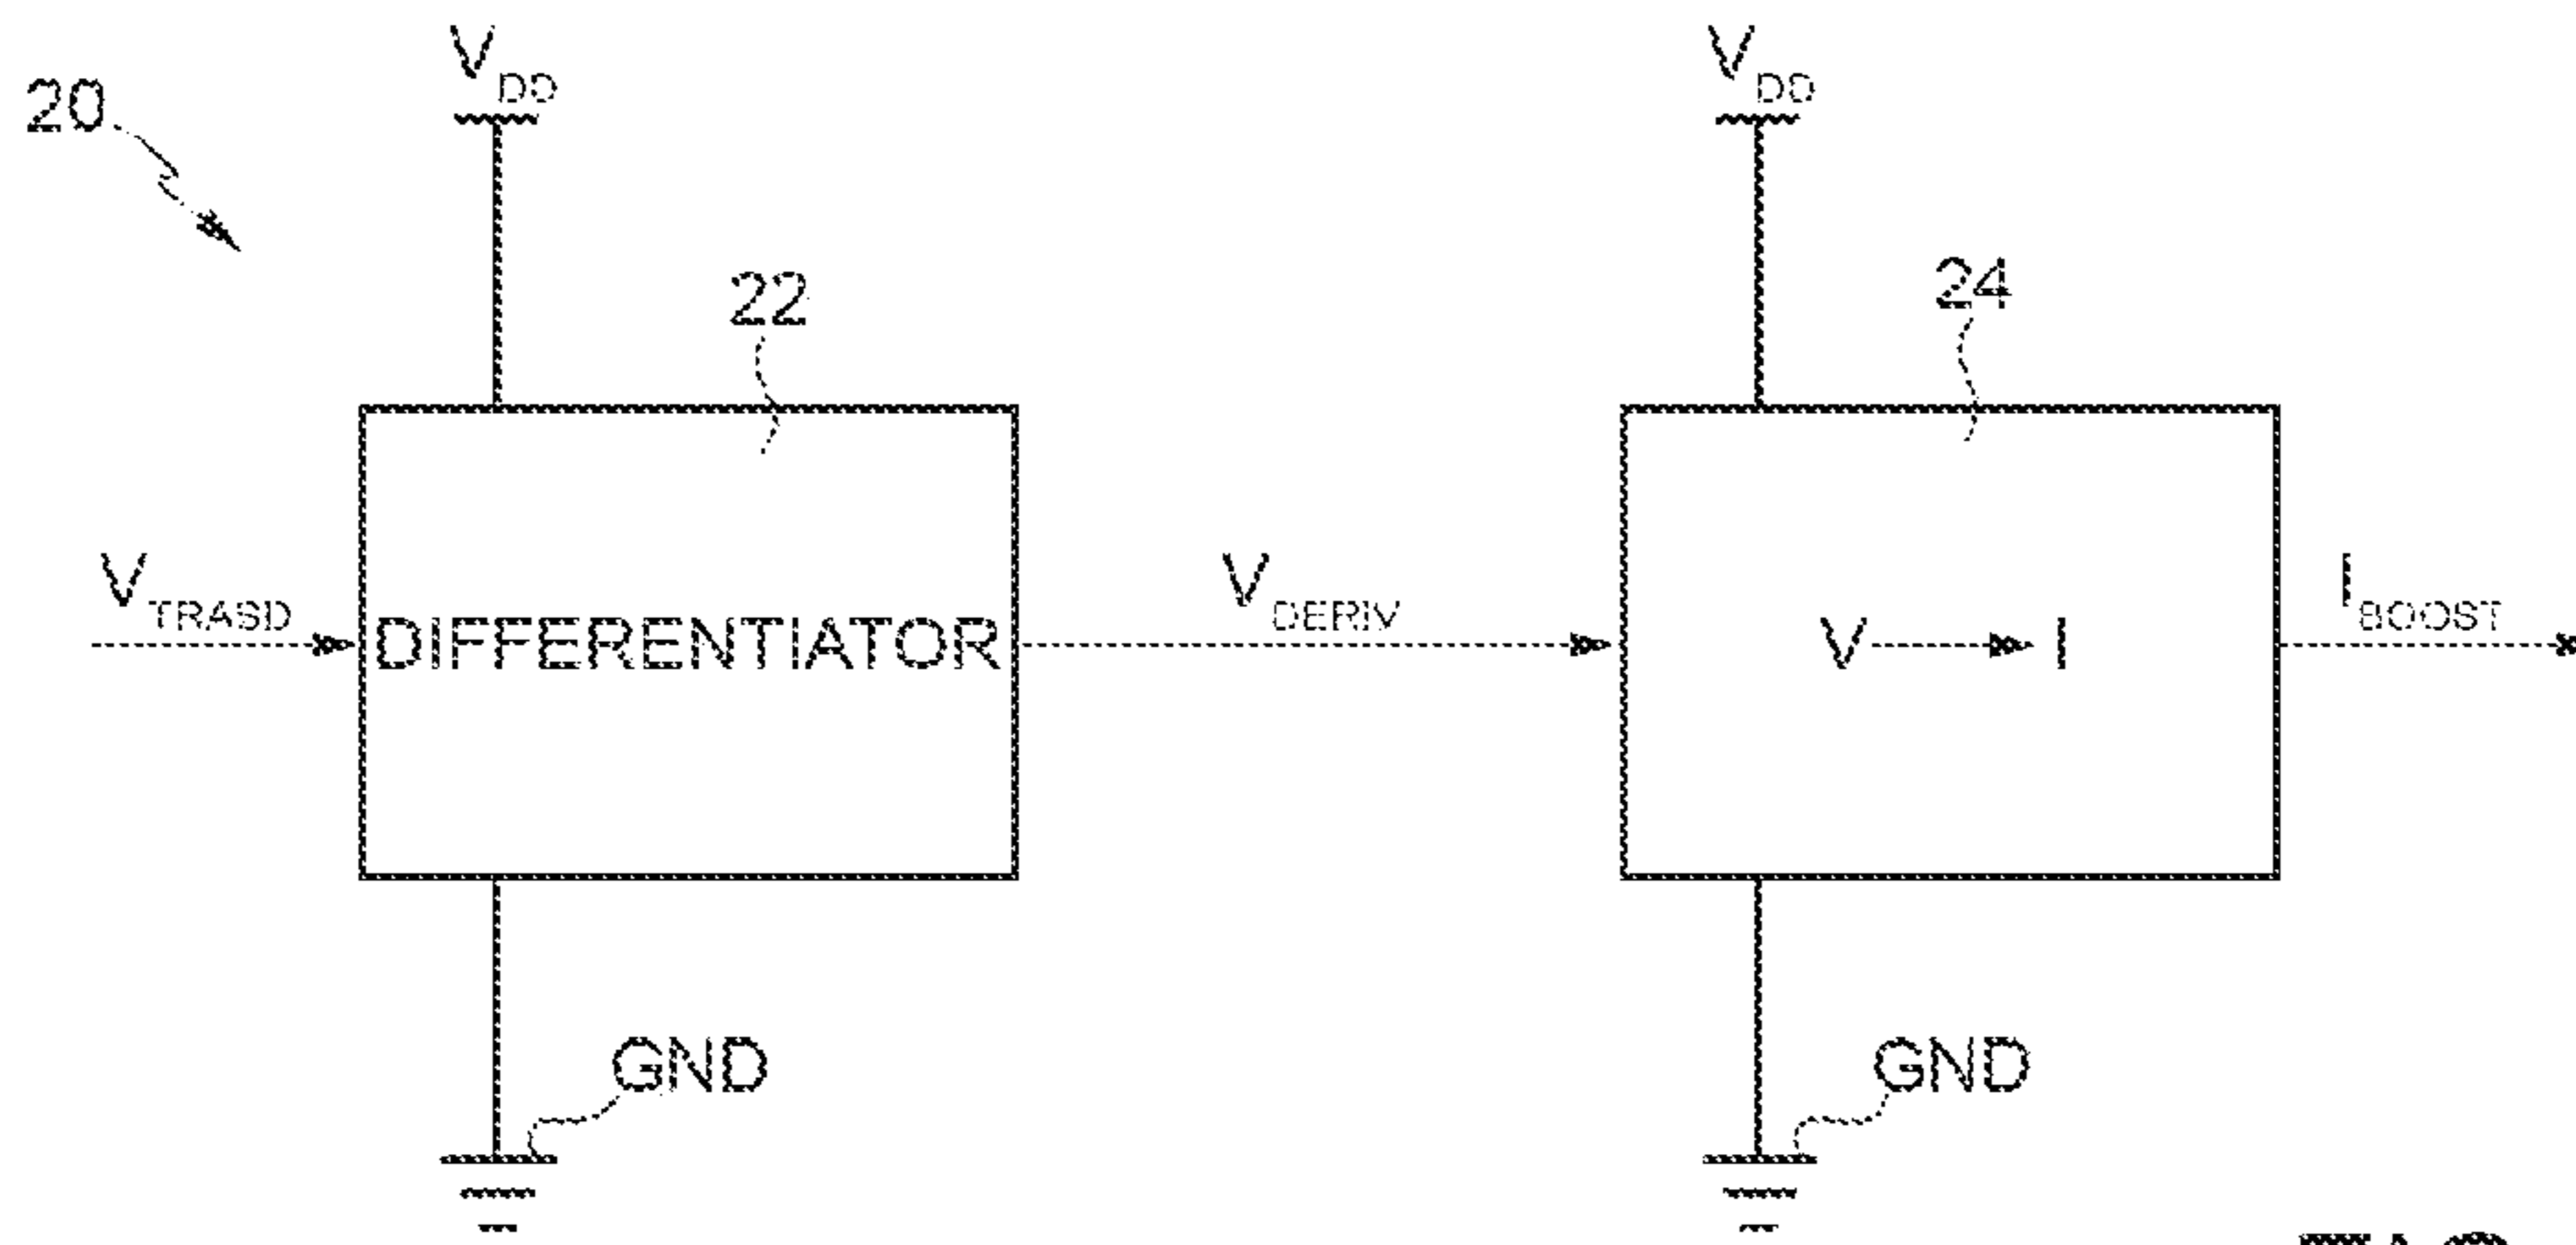 20
V_DD
V_DD
22
24
V_TRASD
DIFFERENTIATOR
V_DERIV
V I
I_BOOST
GND
GND